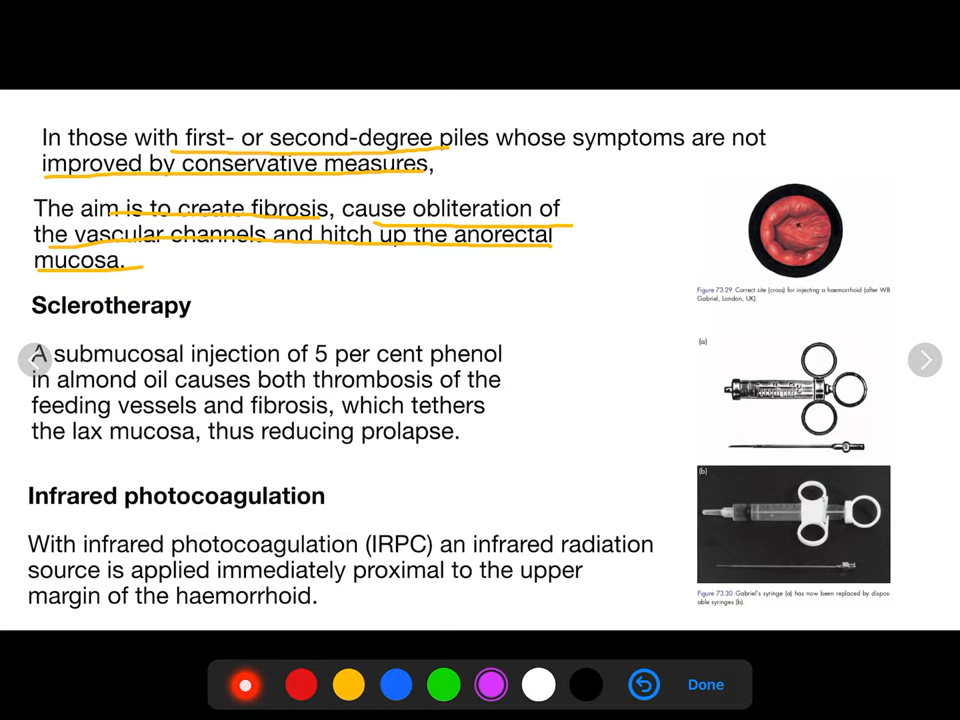 In those with first- or second-degree piles whose symptoms are not
improved by conservative measures,
The aim is to create fibrosis, cause obliteration of
the vascular channels and hitch up the anorectal
mucosa.
Sclerotherapy
A submucosal injection of 5 per cent phenol
in almond oil causes both thrombosis of the
feeding vessels and fibrosis, which tethers
the lax mucosa, thus reducing prolapse.
Infrared photocoagulation
With infrared photocoagulation (IRPC) an infrared radiation
source is applied immediately proximal to the upper
margin of the haemorrhoid.
Figure 73.29 Correct site (cross) for injecting a haemorrhoid (after WB
Gabriel, London, UK).
(a)
(b)
Figure 73.30 Gabriel's syringe (a) has now been replaced by dispos-
able syringes (b).
Done